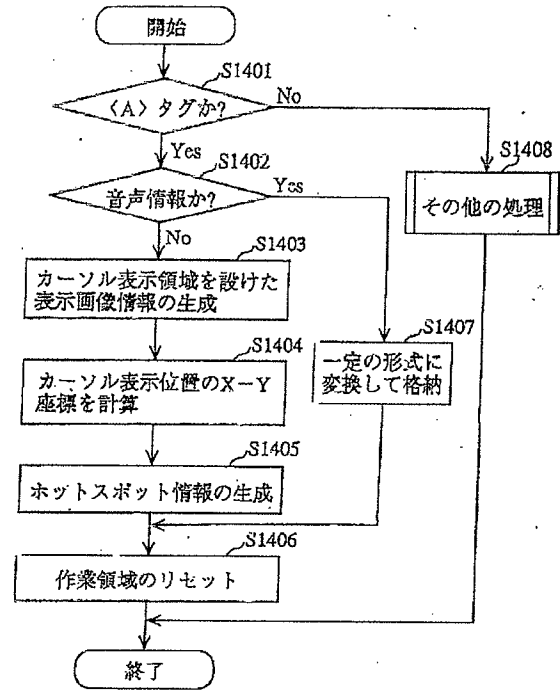 開始
S1401
〈A〉タグか?
No
Yes
S1402
S1408
音声情報か?
Yes
その他の処理
No
S1403
カーソル表示領域を設けた
表示画像情報の生成
S1407
一定の形式に
変換して格納
S1404
カーソル表示位置のX−Y
座標を計算
S1405
ホットスポット情報の生成
S1406
作業領域のリセット
終了